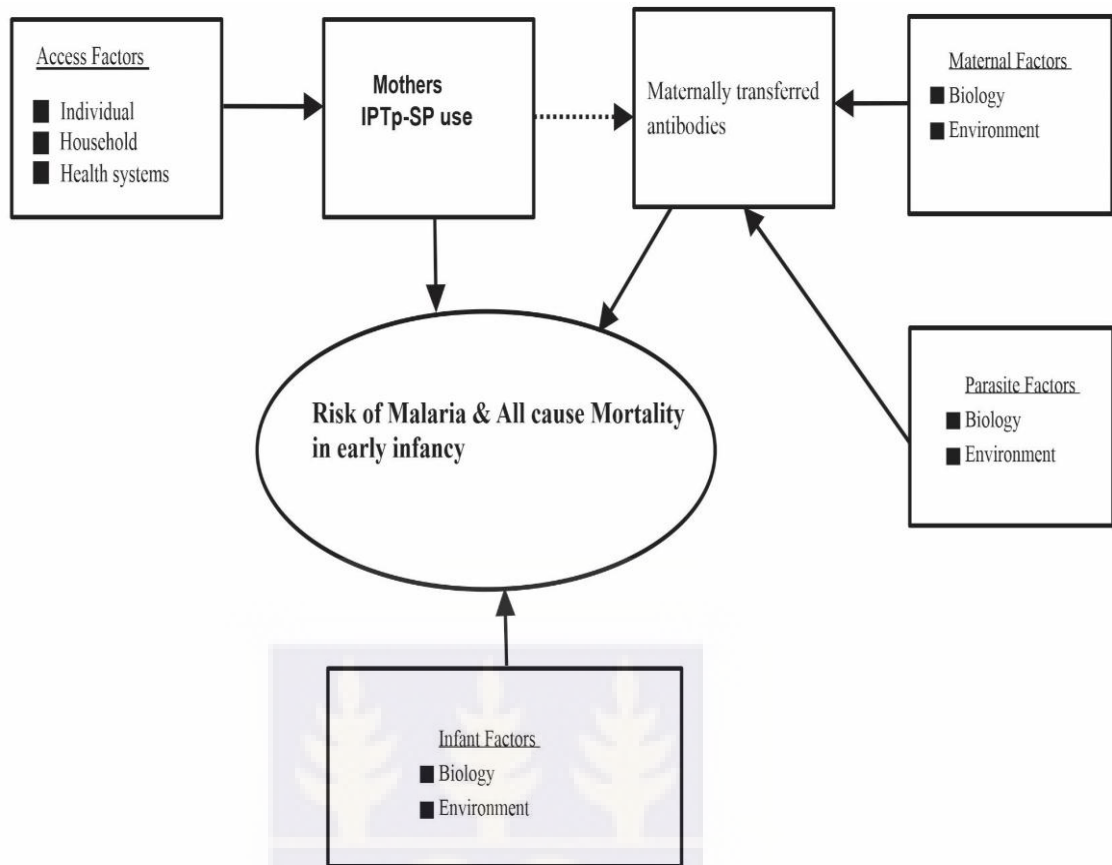 Access Factors
Individual
Household
Health systems
Mothers
IPTp-SP use
Maternally transferred
antibodies
Maternal Factors
Biology
Environment
Risk of Malaria & All cause Mortality
in early infancy
Parasite Factors
Biology
Environment
Infant Factors
Biology
Environment